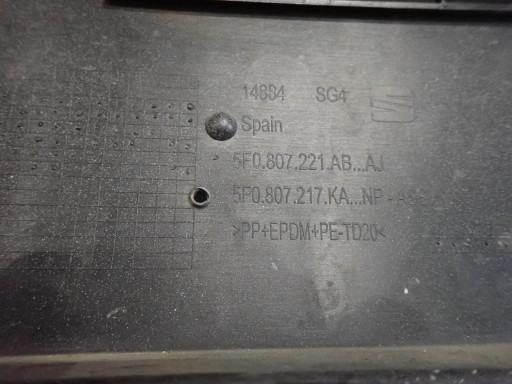 14884 SG4
Spain
5F0.807.221.AB...AJ
5F0.807.217.KA...NP -
>PP+EPDM+PE-TD20<